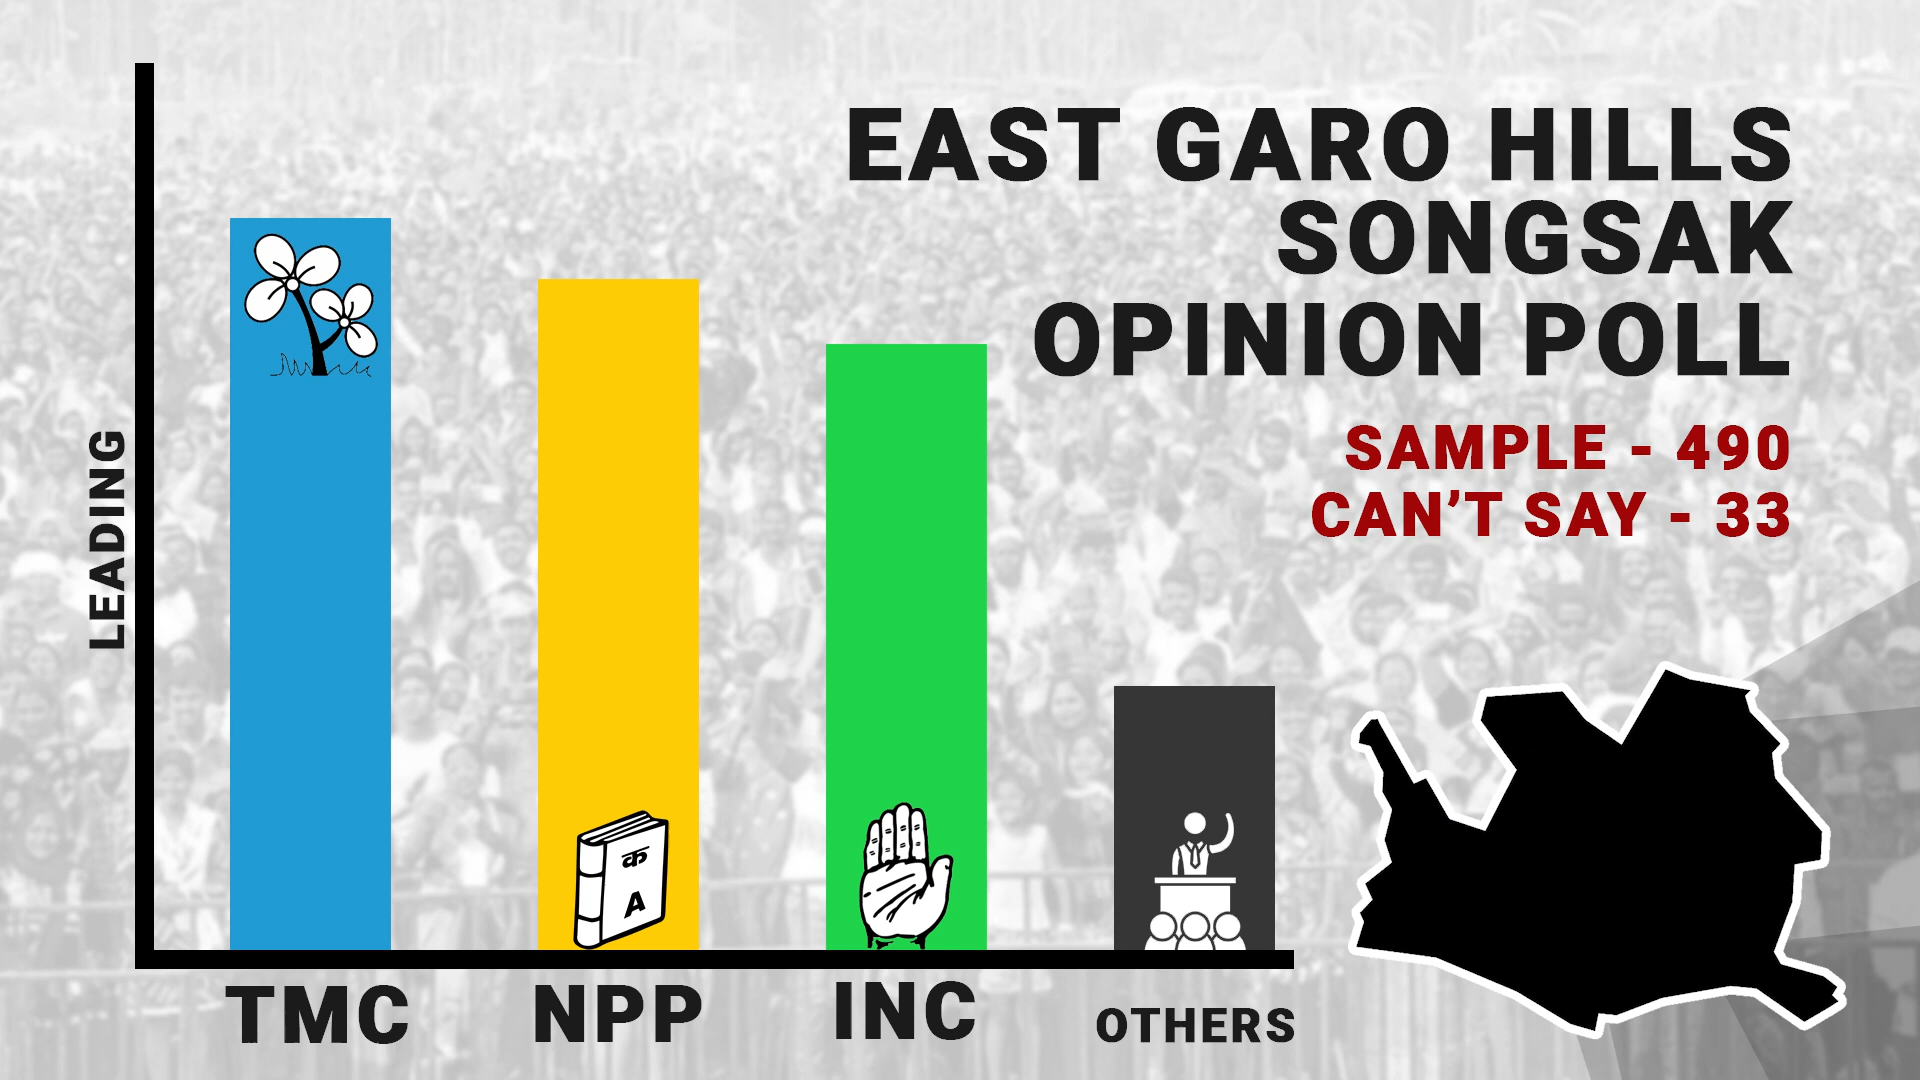 EAST GARO HILLS
SONGSAK
OPINION POLL
SAMPLE - 490
CAN'T SAY - 33
LEADING
क
A
TMC
NPP
INC
OTHERS